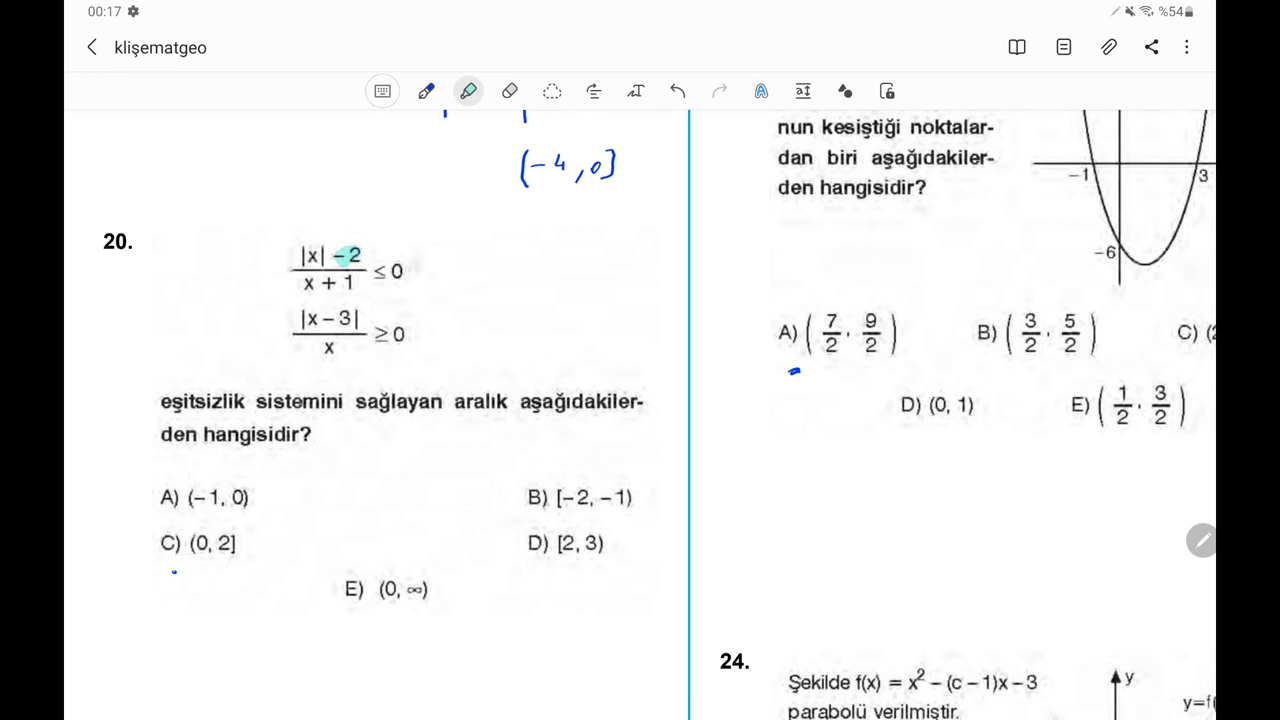 00:17 %54
klişematgeo
(-4, 0]
20.
|x| - 2
x + 1
≤ 0
|x - 3|
x
≥ 0
eşitsizlik sistemini sağlayan aralık aşağıdakiler-
den hangisidir?
A) (-1, 0) B) [-2, -1)
C) (0, 2] D) [2, 3)
E) (0, ∞)
nun kesiştiği noktalar-
dan biri aşağıdakiler-
den hangisidir?
-1 3
-6
A) (7/2, 9/2) B) (3/2, 5/2) C) (2
D) (0, 1) E) (1/2, 3/2)
24.
Şekilde f(x) = x² - (c - 1)x - 3
parabolü verilmiştir.
y
y=f(